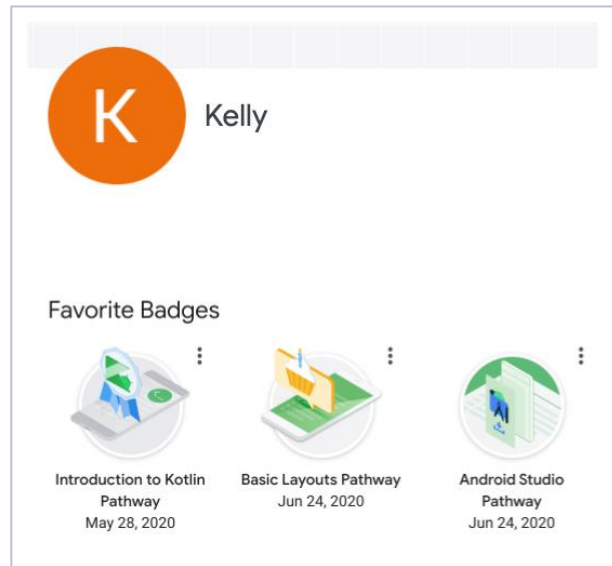 K
Kelly
Favorite Badges
Introduction to Kotlin
Pathway
May 28, 2020
Basic Layouts Pathway
Jun 24, 2020
Android Studio
Pathway
Jun 24, 2020